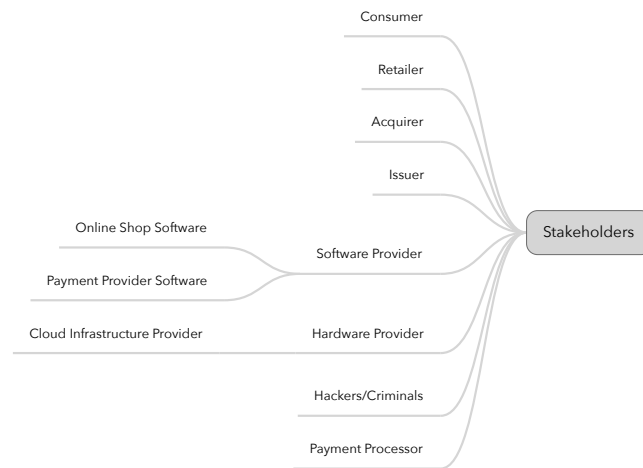 Consumer
Retailer
Acquirer
Issuer
Stakeholders
Online Shop Software
Software Provider
Payment Provider Software
Cloud Infrastructure Provider
Hardware Provider
Hackers/Criminals
Payment Processor